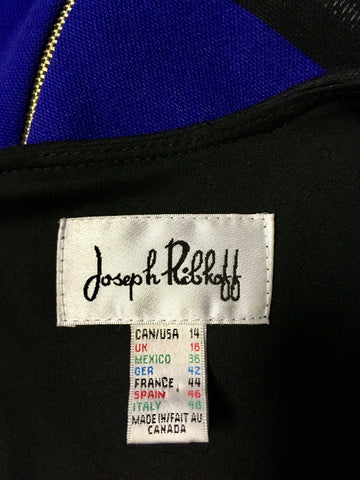 Joseph Ribkoff
CAN/USA 14
UK 16
MEXICO 36
GER 42
FRANCE 44
SPAIN 46
ITALY 48
MADE IN/FAIT AU
CANADA